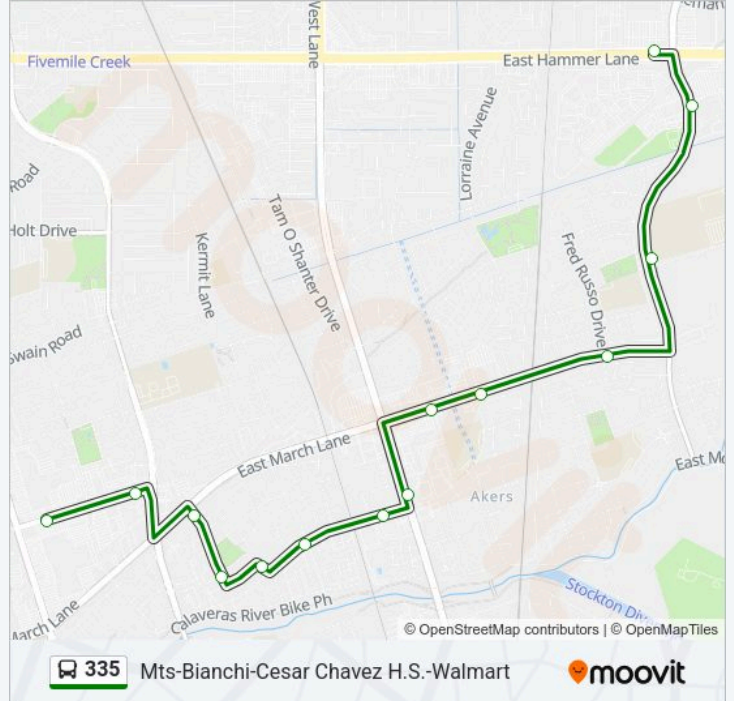 West Lane
Fivemile Creek
East Hammer Lane
Lorraine Avenue
Road
Holt Drive
Kermit Lane
Tam O Shanter Drive
Fred Russo Drive
Swain Road
East March Lane
Akers
East M
March Lane
Calaveras River Bike Ph
Stockton Div
© OpenStreetMap contributors | © OpenMapTiles
335 Mts-Bianchi-Cesar Chavez H.S.-Walmart
moovit